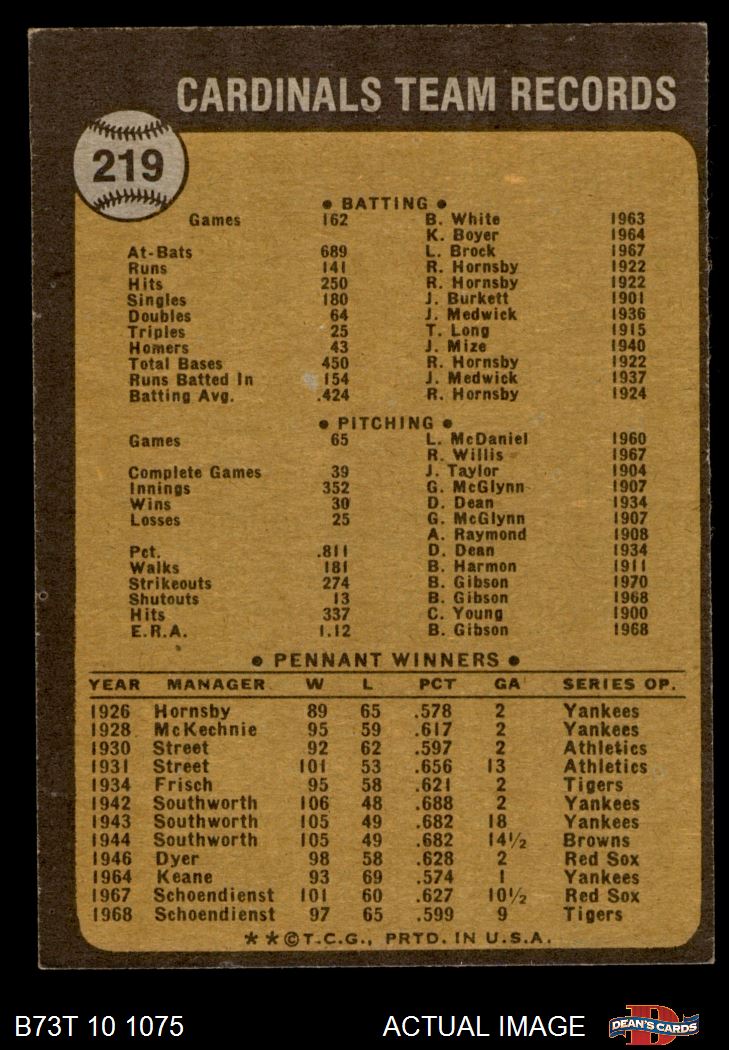 CARDINALS TEAM RECORDS
219
• BATTING •
Games 162 B. White 1963
K. Boyer 1964
At-Bats 689 L. Brock 1967
Runs 141 R. Hornsby 1922
Hits 250 R. Hornsby 1922
Singles 180 J. Burkett 1901
Doubles 64 J. Medwick 1936
Triples 25 T. Long 1915
Homers 43 J. Mize 1940
Total Bases 450 R. Hornsby 1922
Runs Batted In 154 J. Medwick 1937
Batting Avg. .424 R. Hornsby 1924
• PITCHING •
Games 65 L. McDaniel 1960
R. Willis 1967
Complete Games 39 J. Taylor 1904
Innings 352 G. McGlynn 1907
Wins 30 D. Dean 1934
Losses 25 G. McGlynn 1907
A. Raymond 1908
Pct. .811 D. Dean 1934
Walks 181 B. Harmon 1911
Strikeouts 274 B. Gibson 1970
Shutouts 13 B. Gibson 1968
Hits 337 C. Young 1900
E.R.A. 1.12 B. Gibson 1968
• PENNANT WINNERS •
YEAR MANAGER W L PCT GA SERIES OP.
1926 Hornsby 89 65 .578 2 Yankees
1928 McKechnie 95 59 .617 2 Yankees
1930 Street 92 62 .597 2 Athletics
1931 Street 101 53 .656 13 Athletics
1934 Frisch 95 58 .621 2 Tigers
1942 Southworth 106 48 .688 2 Yankees
1943 Southworth 105 49 .682 18 Yankees
1944 Southworth 105 49 .682 14½ Browns
1946 Dyer 98 58 .628 2 Red Sox
1964 Keane 93 69 .574 1 Yankees
1967 Schoendienst 101 60 .627 10½ Red Sox
1968 Schoendienst 97 65 .599 9 Tigers
* * © T.C.G., PRTD. IN U.S.A.
B73T 10 1075 ACTUAL IMAGE
D
DEAN'S CARDS